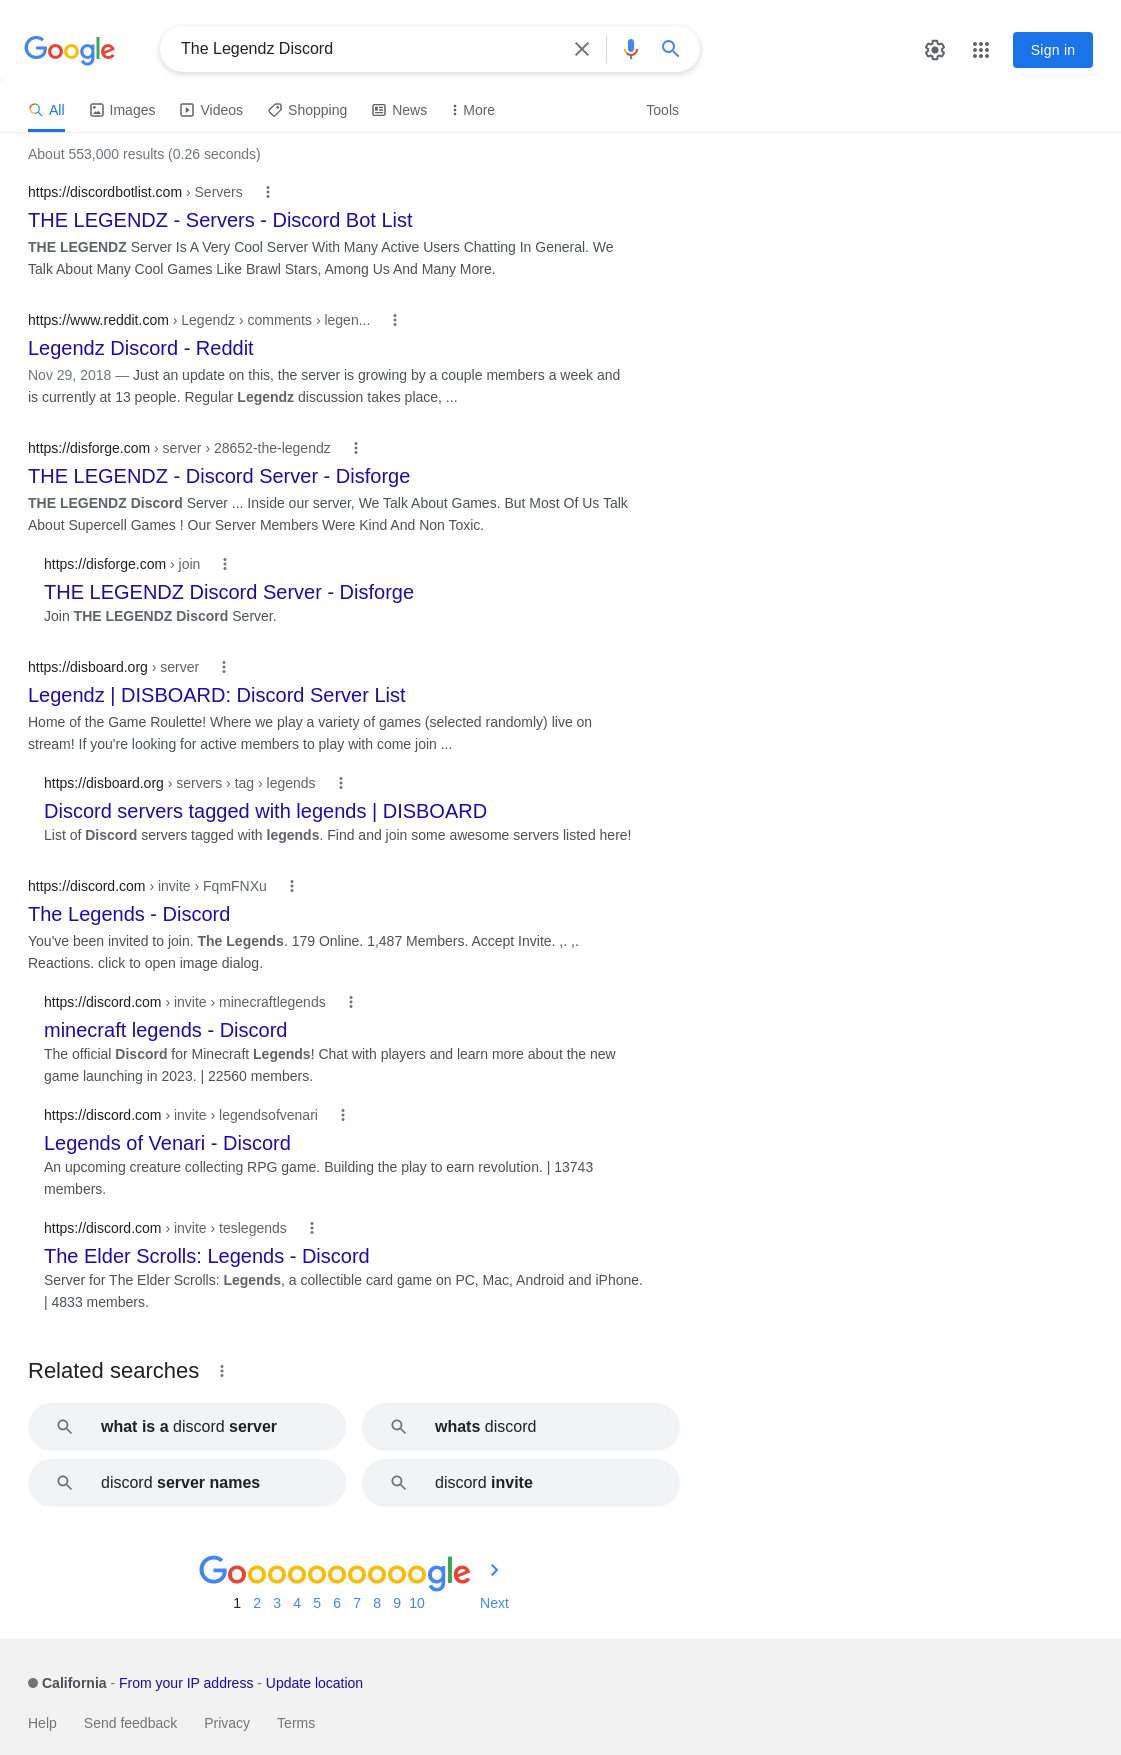 Google
The Legendz Discord
Sign in
All Images Videos Shopping News More Tools
About 553,000 results (0.26 seconds)
https://discordbotlist.com › Servers
THE LEGENDZ - Servers - Discord Bot List
THE LEGENDZ Server Is A Very Cool Server With Many Active Users Chatting In General. We
Talk About Many Cool Games Like Brawl Stars, Among Us And Many More.
https://www.reddit.com › Legendz › comments › legen...
Legendz Discord - Reddit
Nov 29, 2018 — Just an update on this, the server is growing by a couple members a week and
is currently at 13 people. Regular Legendz discussion takes place, ...
https://disforge.com › server › 28652-the-legendz
THE LEGENDZ - Discord Server - Disforge
THE LEGENDZ Discord Server ... Inside our server, We Talk About Games. But Most Of Us Talk
About Supercell Games ! Our Server Members Were Kind And Non Toxic.
https://disforge.com › join
THE LEGENDZ Discord Server - Disforge
Join THE LEGENDZ Discord Server.
https://disboard.org › server
Legendz | DISBOARD: Discord Server List
Home of the Game Roulette! Where we play a variety of games (selected randomly) live on
stream! If you're looking for active members to play with come join ...
https://disboard.org › servers › tag › legends
Discord servers tagged with legends | DISBOARD
List of Discord servers tagged with legends. Find and join some awesome servers listed here!
https://discord.com › invite › FqmFNXu
The Legends - Discord
You've been invited to join. The Legends. 179 Online. 1,487 Members. Accept Invite. ,. ,.
Reactions. click to open image dialog.
https://discord.com › invite › minecraftlegends
minecraft legends - Discord
The official Discord for Minecraft Legends! Chat with players and learn more about the new
game launching in 2023. | 22560 members.
https://discord.com › invite › legendsofvenari
Legends of Venari - Discord
An upcoming creature collecting RPG game. Building the play to earn revolution. | 13743
members.
https://discord.com › invite › teslegends
The Elder Scrolls: Legends - Discord
Server for The Elder Scrolls: Legends, a collectible card game on PC, Mac, Android and iPhone.
| 4833 members.
Related searches
what is a discord server
whats discord
discord server names
discord invite
Goooooooooogle
1 2 3 4 5 6 7 8 9 10 Next
California - From your IP address - Update location
Help Send feedback Privacy Terms